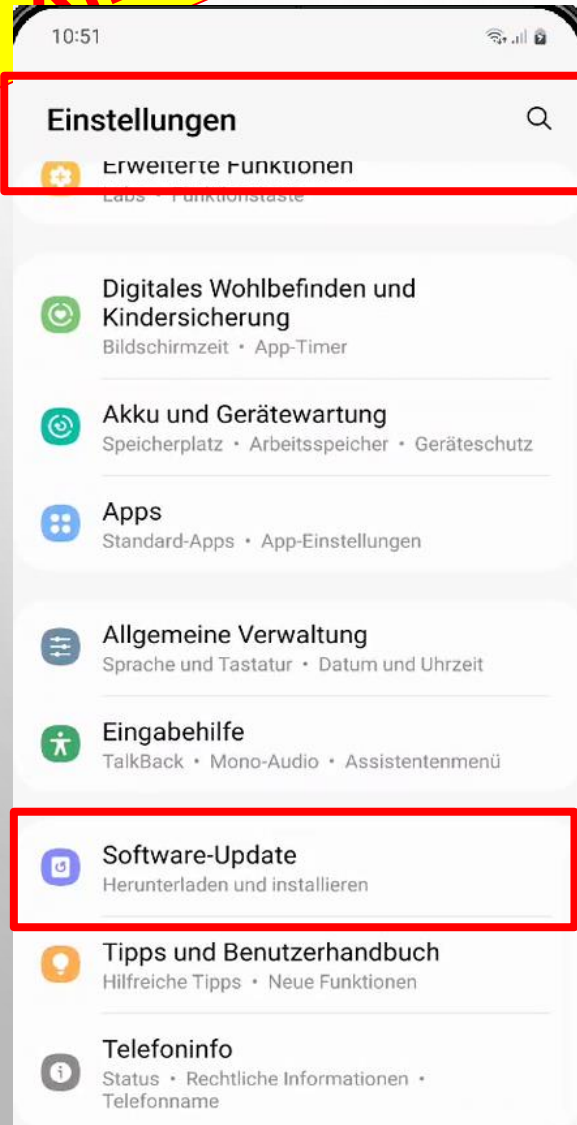 10:51
Einstellungen
Erweiterte Funktionen
Labs • Funktionstaste
Digitales Wohlbefinden und
Kindersicherung
Bildschirmzeit • App-Timer
Akku und Gerätewartung
Speicherplatz • Arbeitsspeicher • Geräteschutz
Apps
Standard-Apps • App-Einstellungen
Allgemeine Verwaltung
Sprache und Tastatur • Datum und Uhrzeit
Eingabehilfe
TalkBack • Mono-Audio • Assistentenmenü
Software-Update
Herunterladen und installieren
Tipps und Benutzerhandbuch
Hilfreiche Tipps • Neue Funktionen
Telefoninfo
Status • Rechtliche Informationen •
Telefonname